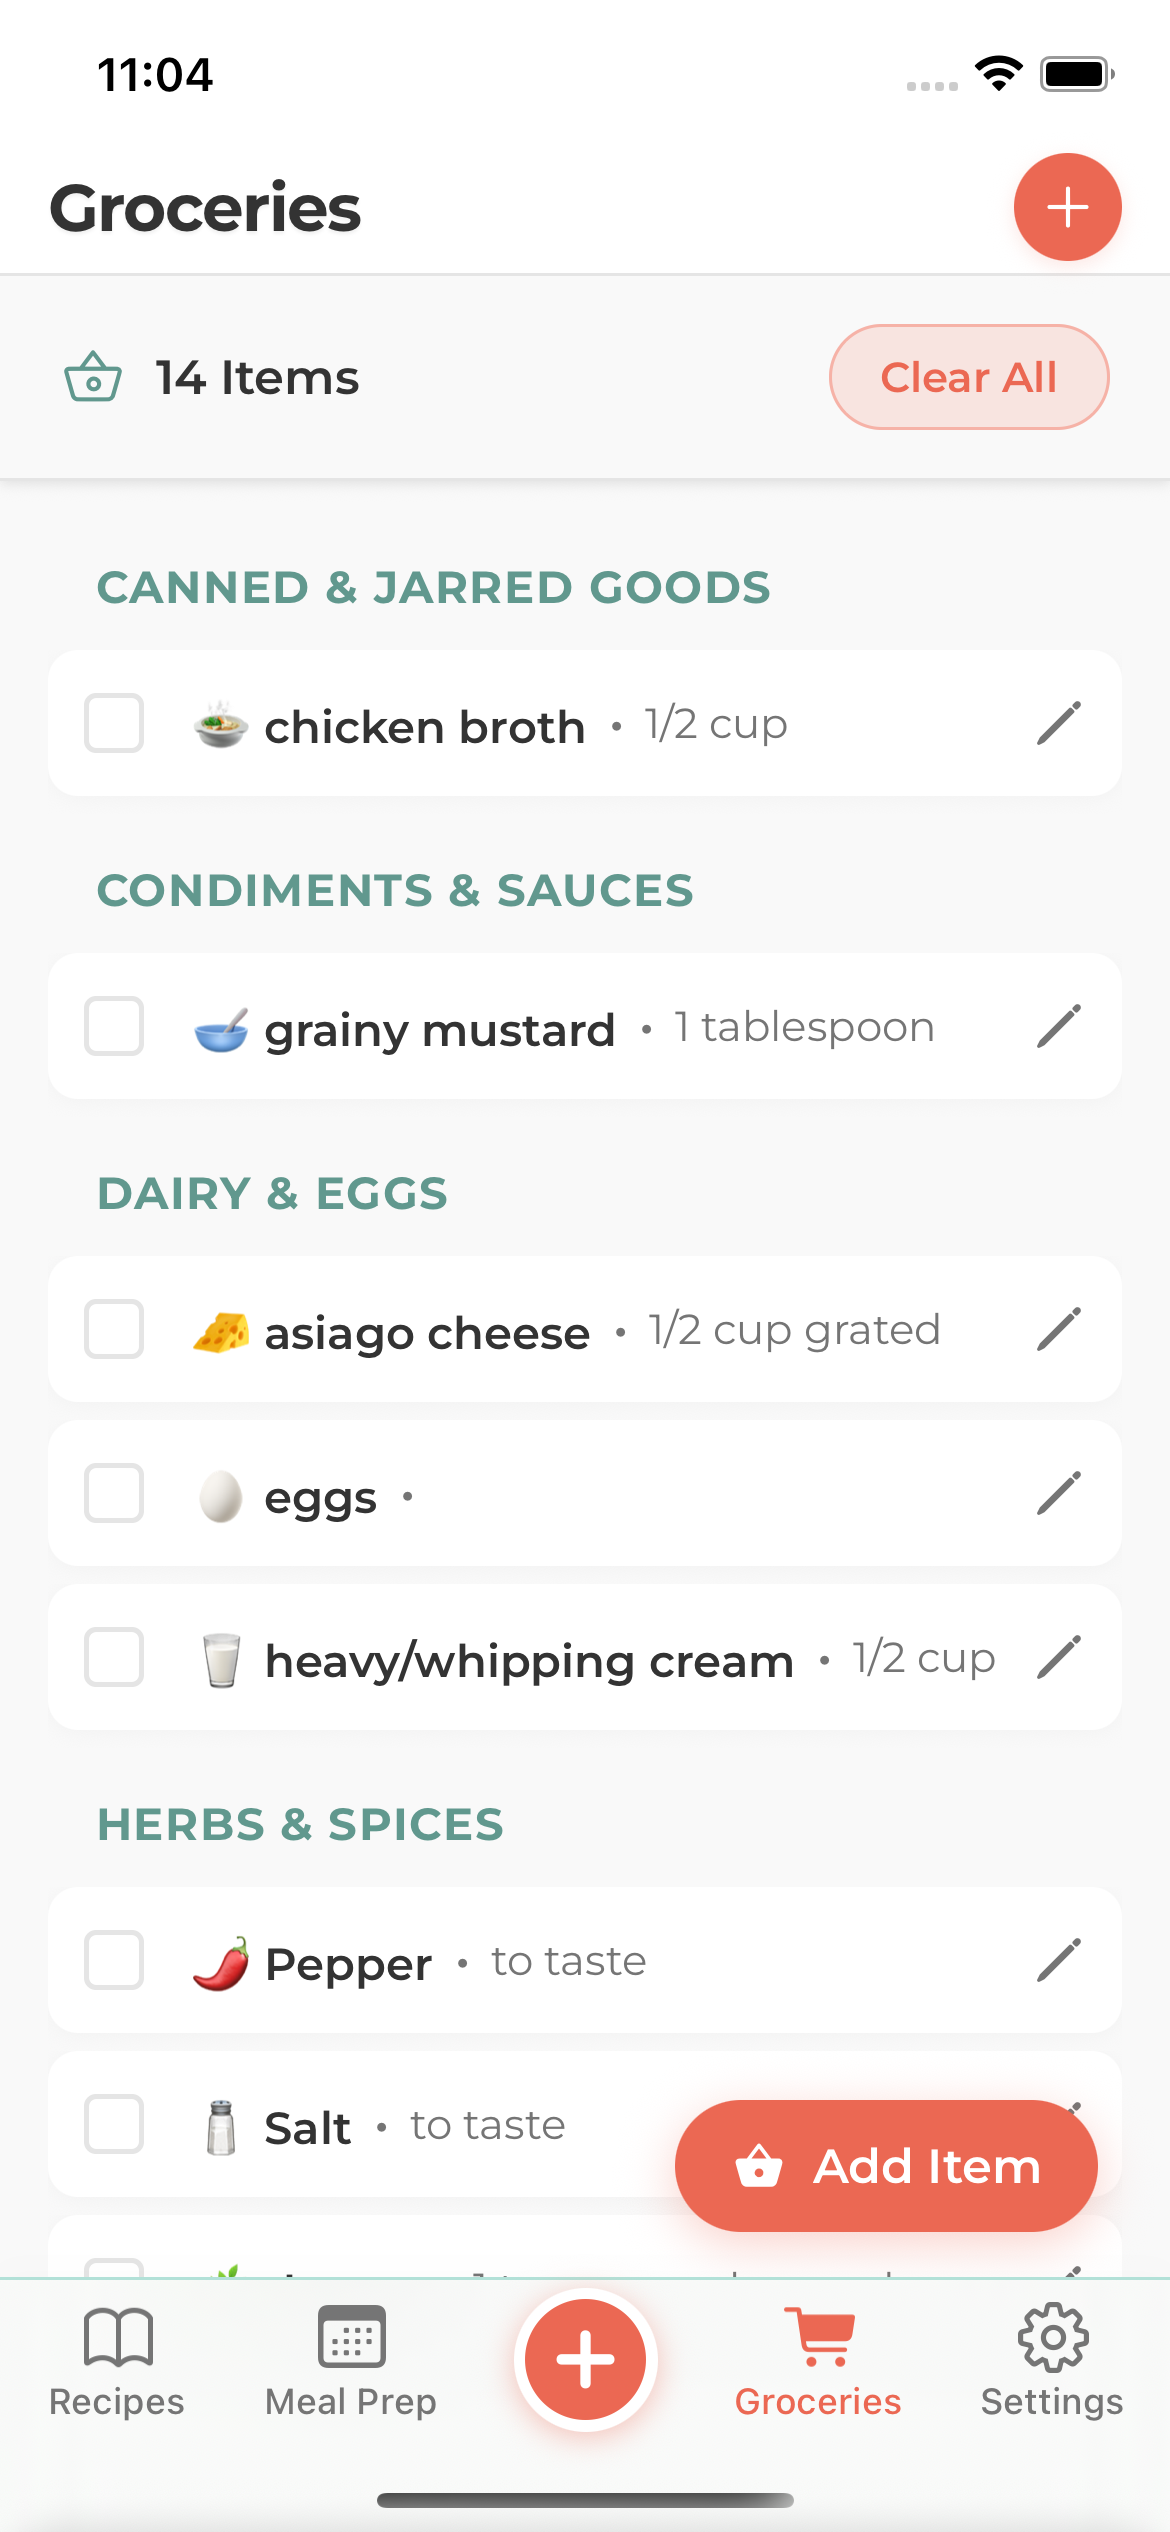 11:04
Groceries
14 Items
Clear All
CANNED & JARRED GOODS
chicken broth • 1/2 cup
CONDIMENTS & SAUCES
grainy mustard • 1 tablespoon
DAIRY & EGGS
asiago cheese • 1/2 cup grated
eggs •
heavy/whipping cream • 1/2 cup
HERBS & SPICES
Pepper • to taste
Salt • to taste
Add Item
Recipes
Meal Prep
Groceries
Settings